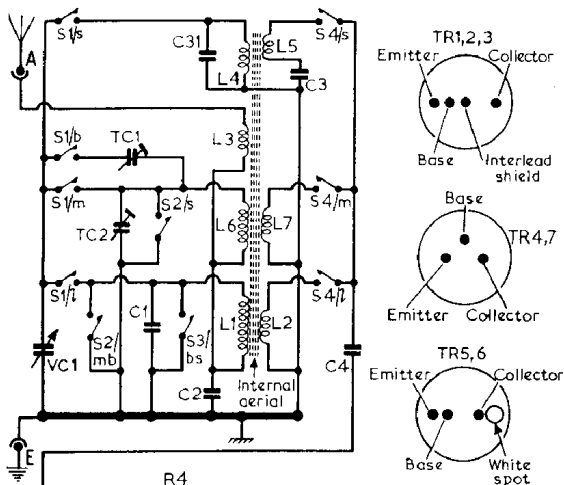 S1/s
C31
L4
L5
S4/s
C3
A
L3
S1/b
TC1
S1/m
TC2
S2/s
L6
L7
S4/m
S1/l
S2/
mb
C1
S3/
bs
L1
L2
S4/l
VC1
C2
Internal
aerial
C4
E
R4
TR1,2,3
Emitter
Collector
Base
Interlead
shield
Base
TR4,7
Emitter
Collector
TR5,6
Emitter
Collector
Base
White
spot